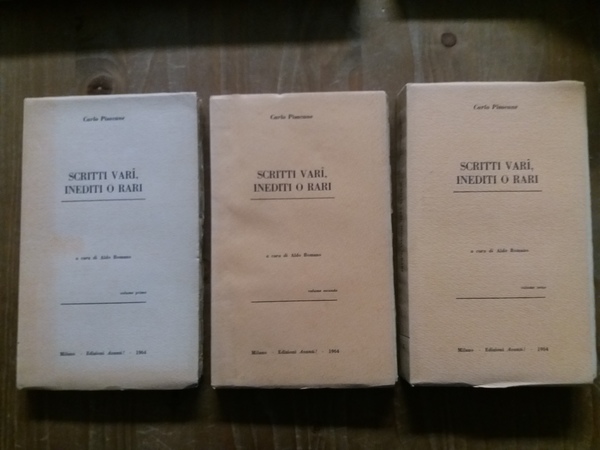 Carlo Pisacane
SCRITTI VARÎ,
INEDITI O RARI
a cura di Aldo Romano
volume primo
Milano - Edizioni Avanti! - 1964
Carlo Pisacane
SCRITTI VARÎ,
INEDITI O RARI
a cura di Aldo Romano
volume secondo
Milano - Edizioni Avanti! - 1964
Carlo Pisacane
SCRITTI VARÎ,
INEDITI O RARI
a cura di Aldo Romano
volume terzo
Milano - Edizioni Avanti! - 1964